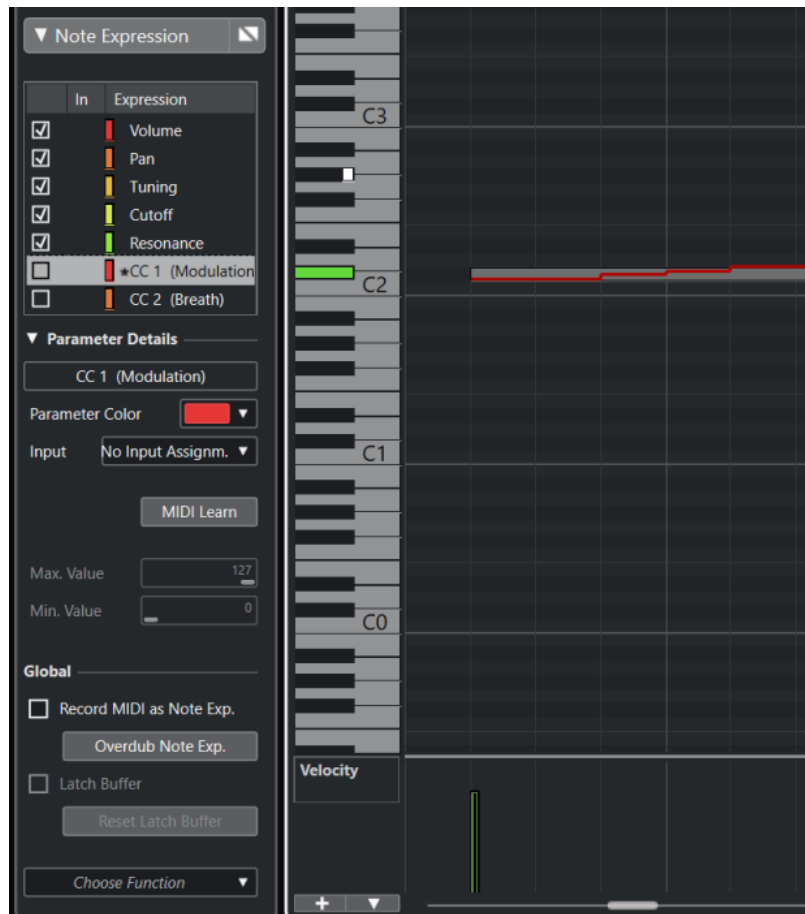 Note Expression
In Expression
Volume
Pan
Tuning
Cutoff
Resonance
★CC 1 (Modulation
CC 2 (Breath)
Parameter Details
CC 1 (Modulation)
Parameter Color
Input No Input Assignm.
MIDI Learn
Max. Value 127
Min. Value 0
Global
Record MIDI as Note Exp.
Overdub Note Exp.
Latch Buffer
Reset Latch Buffer
Choose Function
C3
C2
C1
C0
Velocity